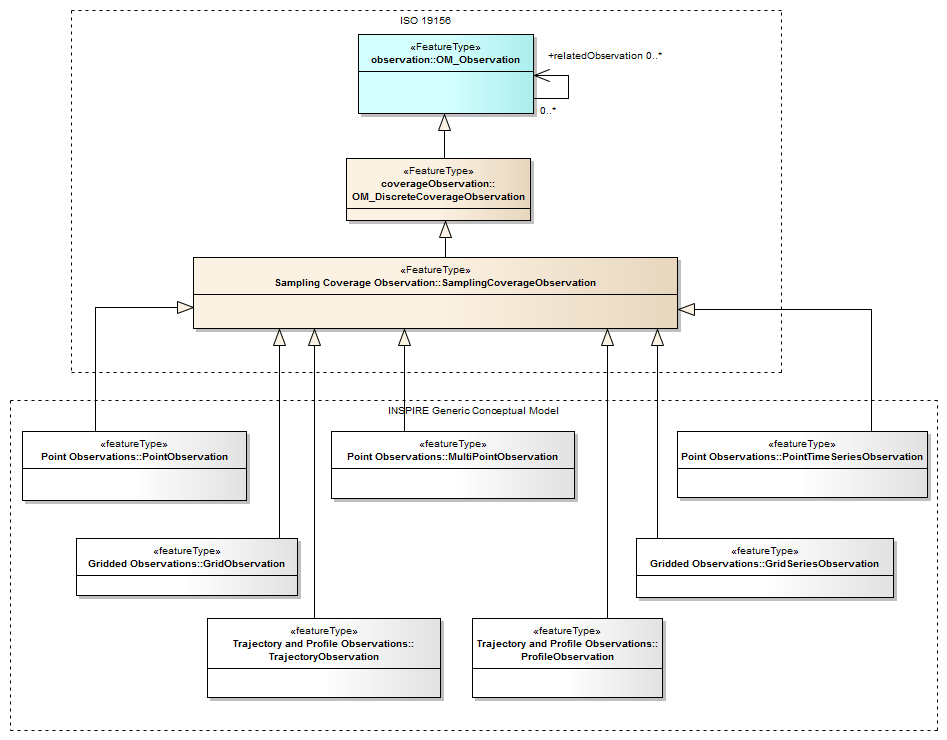 ISO 19156
«FeatureType»
observation::OM_Observation
+relatedObservation 0..*
0..*
«FeatureType»
coverageObservation::
OM_DiscreteCoverageObservation
«FeatureType»
Sampling Coverage Observation::SamplingCoverageObservation
INSPIRE Generic Conceptual Model
«featureType»
Point Observations::PointObservation
«featureType»
Point Observations::MultiPointObservation
«featureType»
Point Observations::PointTimeSeriesObservation
«featureType»
Gridded Observations::GridObservation
«featureType»
Gridded Observations::GridSeriesObservation
«featureType»
Trajectory and Profile Observations::
TrajectoryObservation
«featureType»
Trajectory and Profile Observations::
ProfileObservation